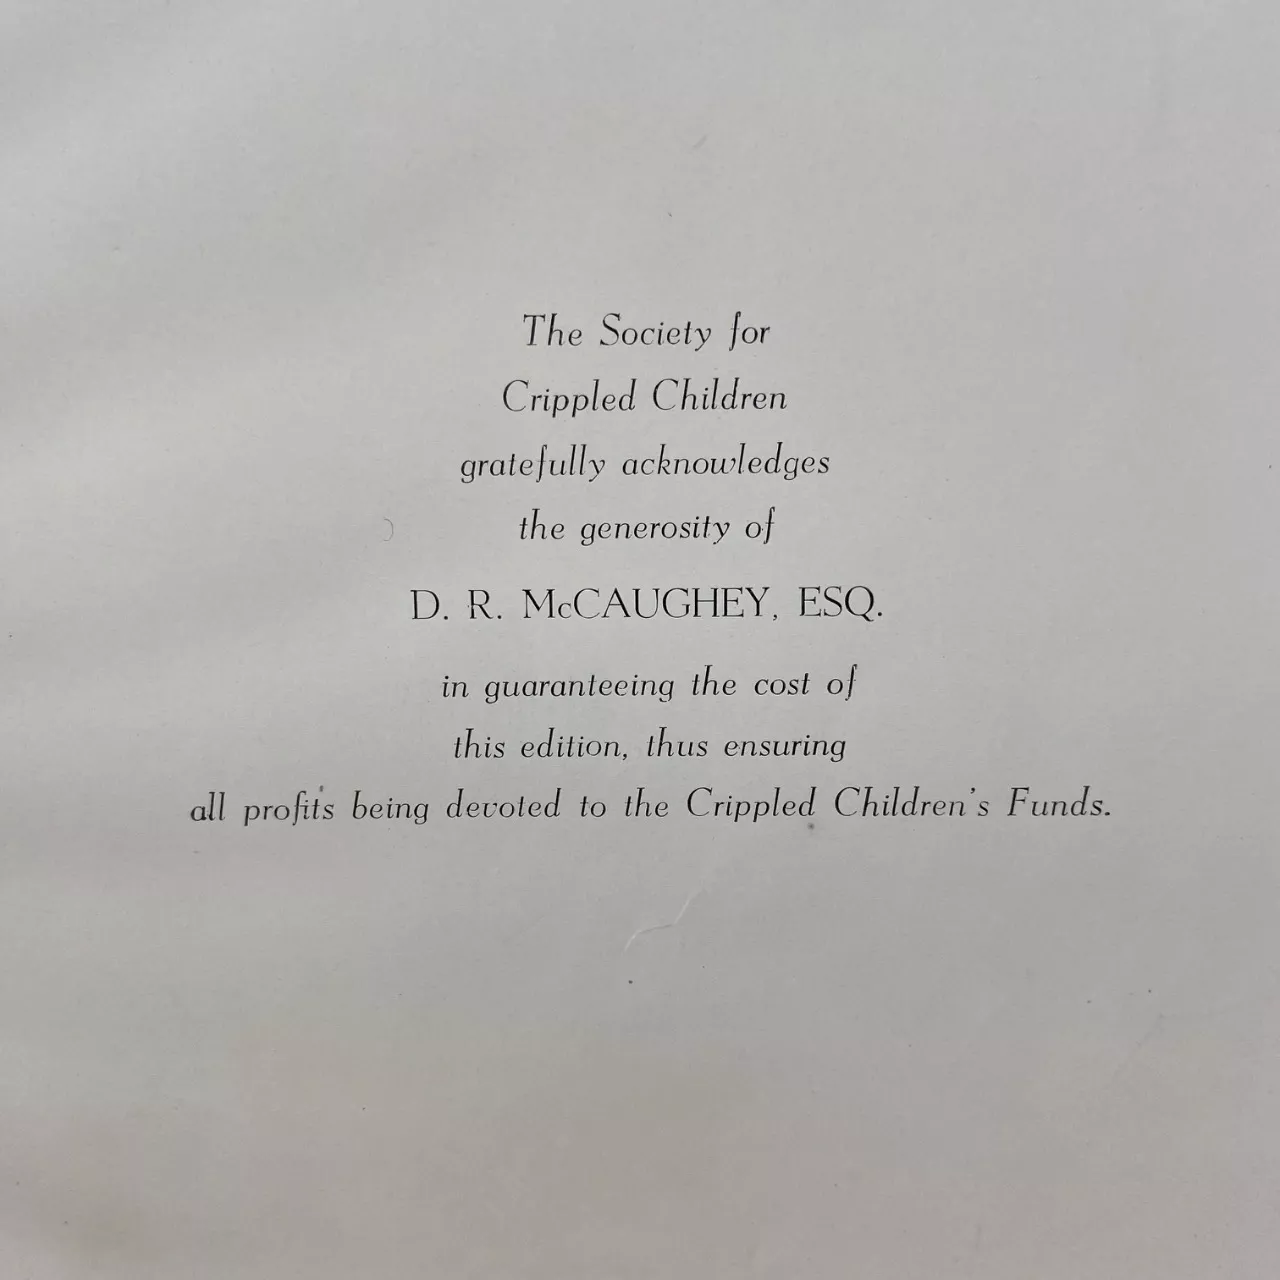 The Society for
Crippled Children
gratefully acknowledges
the generosity of
D. R. McCAUGHEY, ESQ.
in guaranteeing the cost of
this edition, thus ensuring
all profits being devoted to the Crippled Children's Funds.